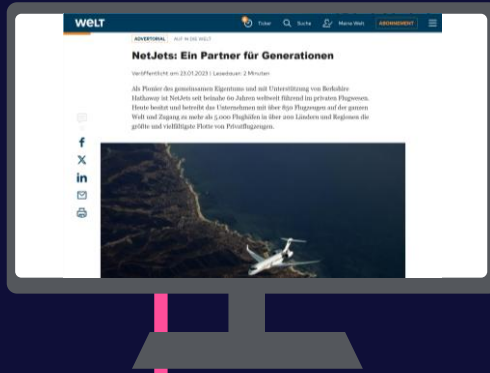 WELT
Ticker
Suche
Meine Welt
ABONNEMENT
ADVERTORIAL
NetJets: Ein Partner für Generationen
Veröffentlicht am 23.01.2023 | Lesedauer: 2 Minuten
Als Pionier des gemeinsamen Eigentums und mit Unterstützung von Berkshire
Hathaway ist NetJets seit beinahe 60 Jahren weltweit führend im privaten Flugwesen.
Heute besitzt und betreibt das Unternehmen mit über 850 Flugzeugen auf der ganzen
Welt und Zugang zu mehr als 5.000 Flughäfen in über 200 Ländern und Regionen die
größte und vielfältigste Flotte von Privatflugzeugen.